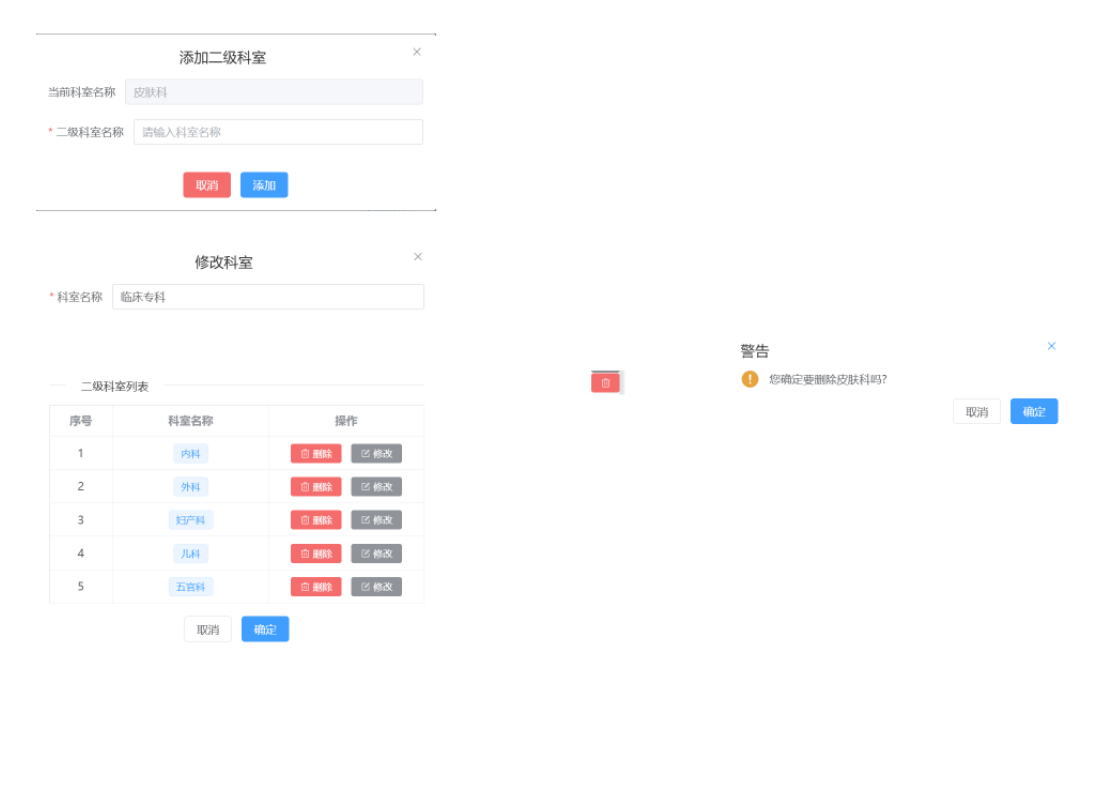 添加二级科室
当前科室名称 皮肤科
* 二级科室名称 请输入科室名称
取消 添加
修改科室
* 科室名称 临床专科
二级科室列表
序号 科室名称 操作
1 内科 删除 修改
2 外科 删除 修改
3 妇产科 删除 修改
4 儿科 删除 修改
5 五官科 删除 修改
取消 确定
警告
您确定要删除皮肤科吗?
取消 确定